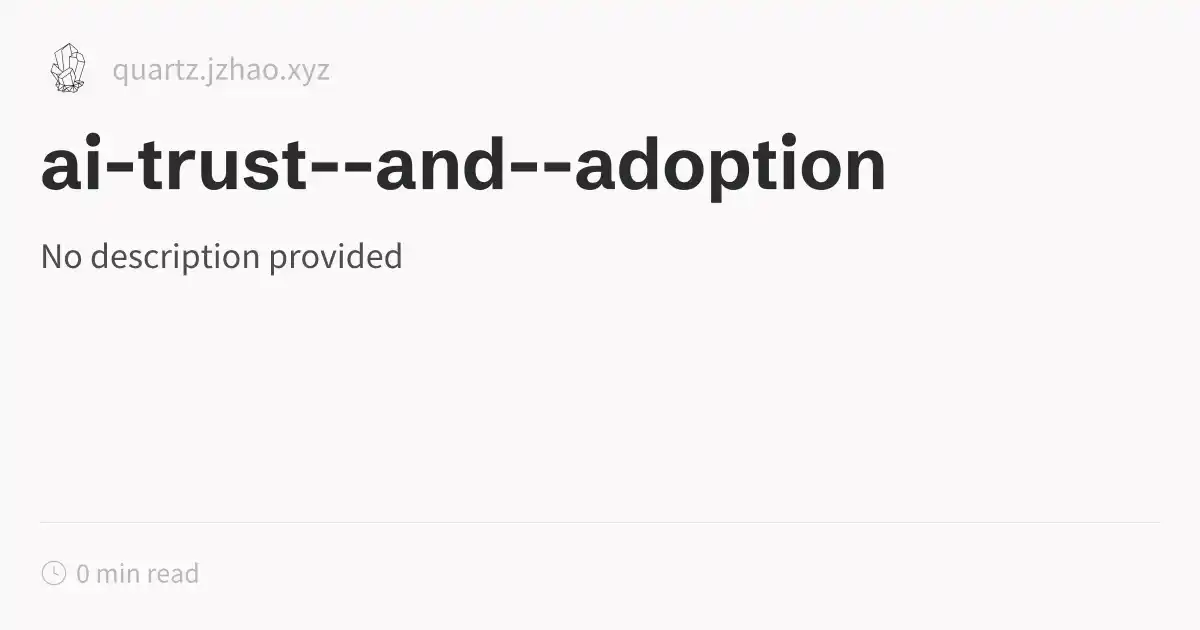 quartz.jzhao.xyz
ai-trust--and--adoption
No description provided
0 min read